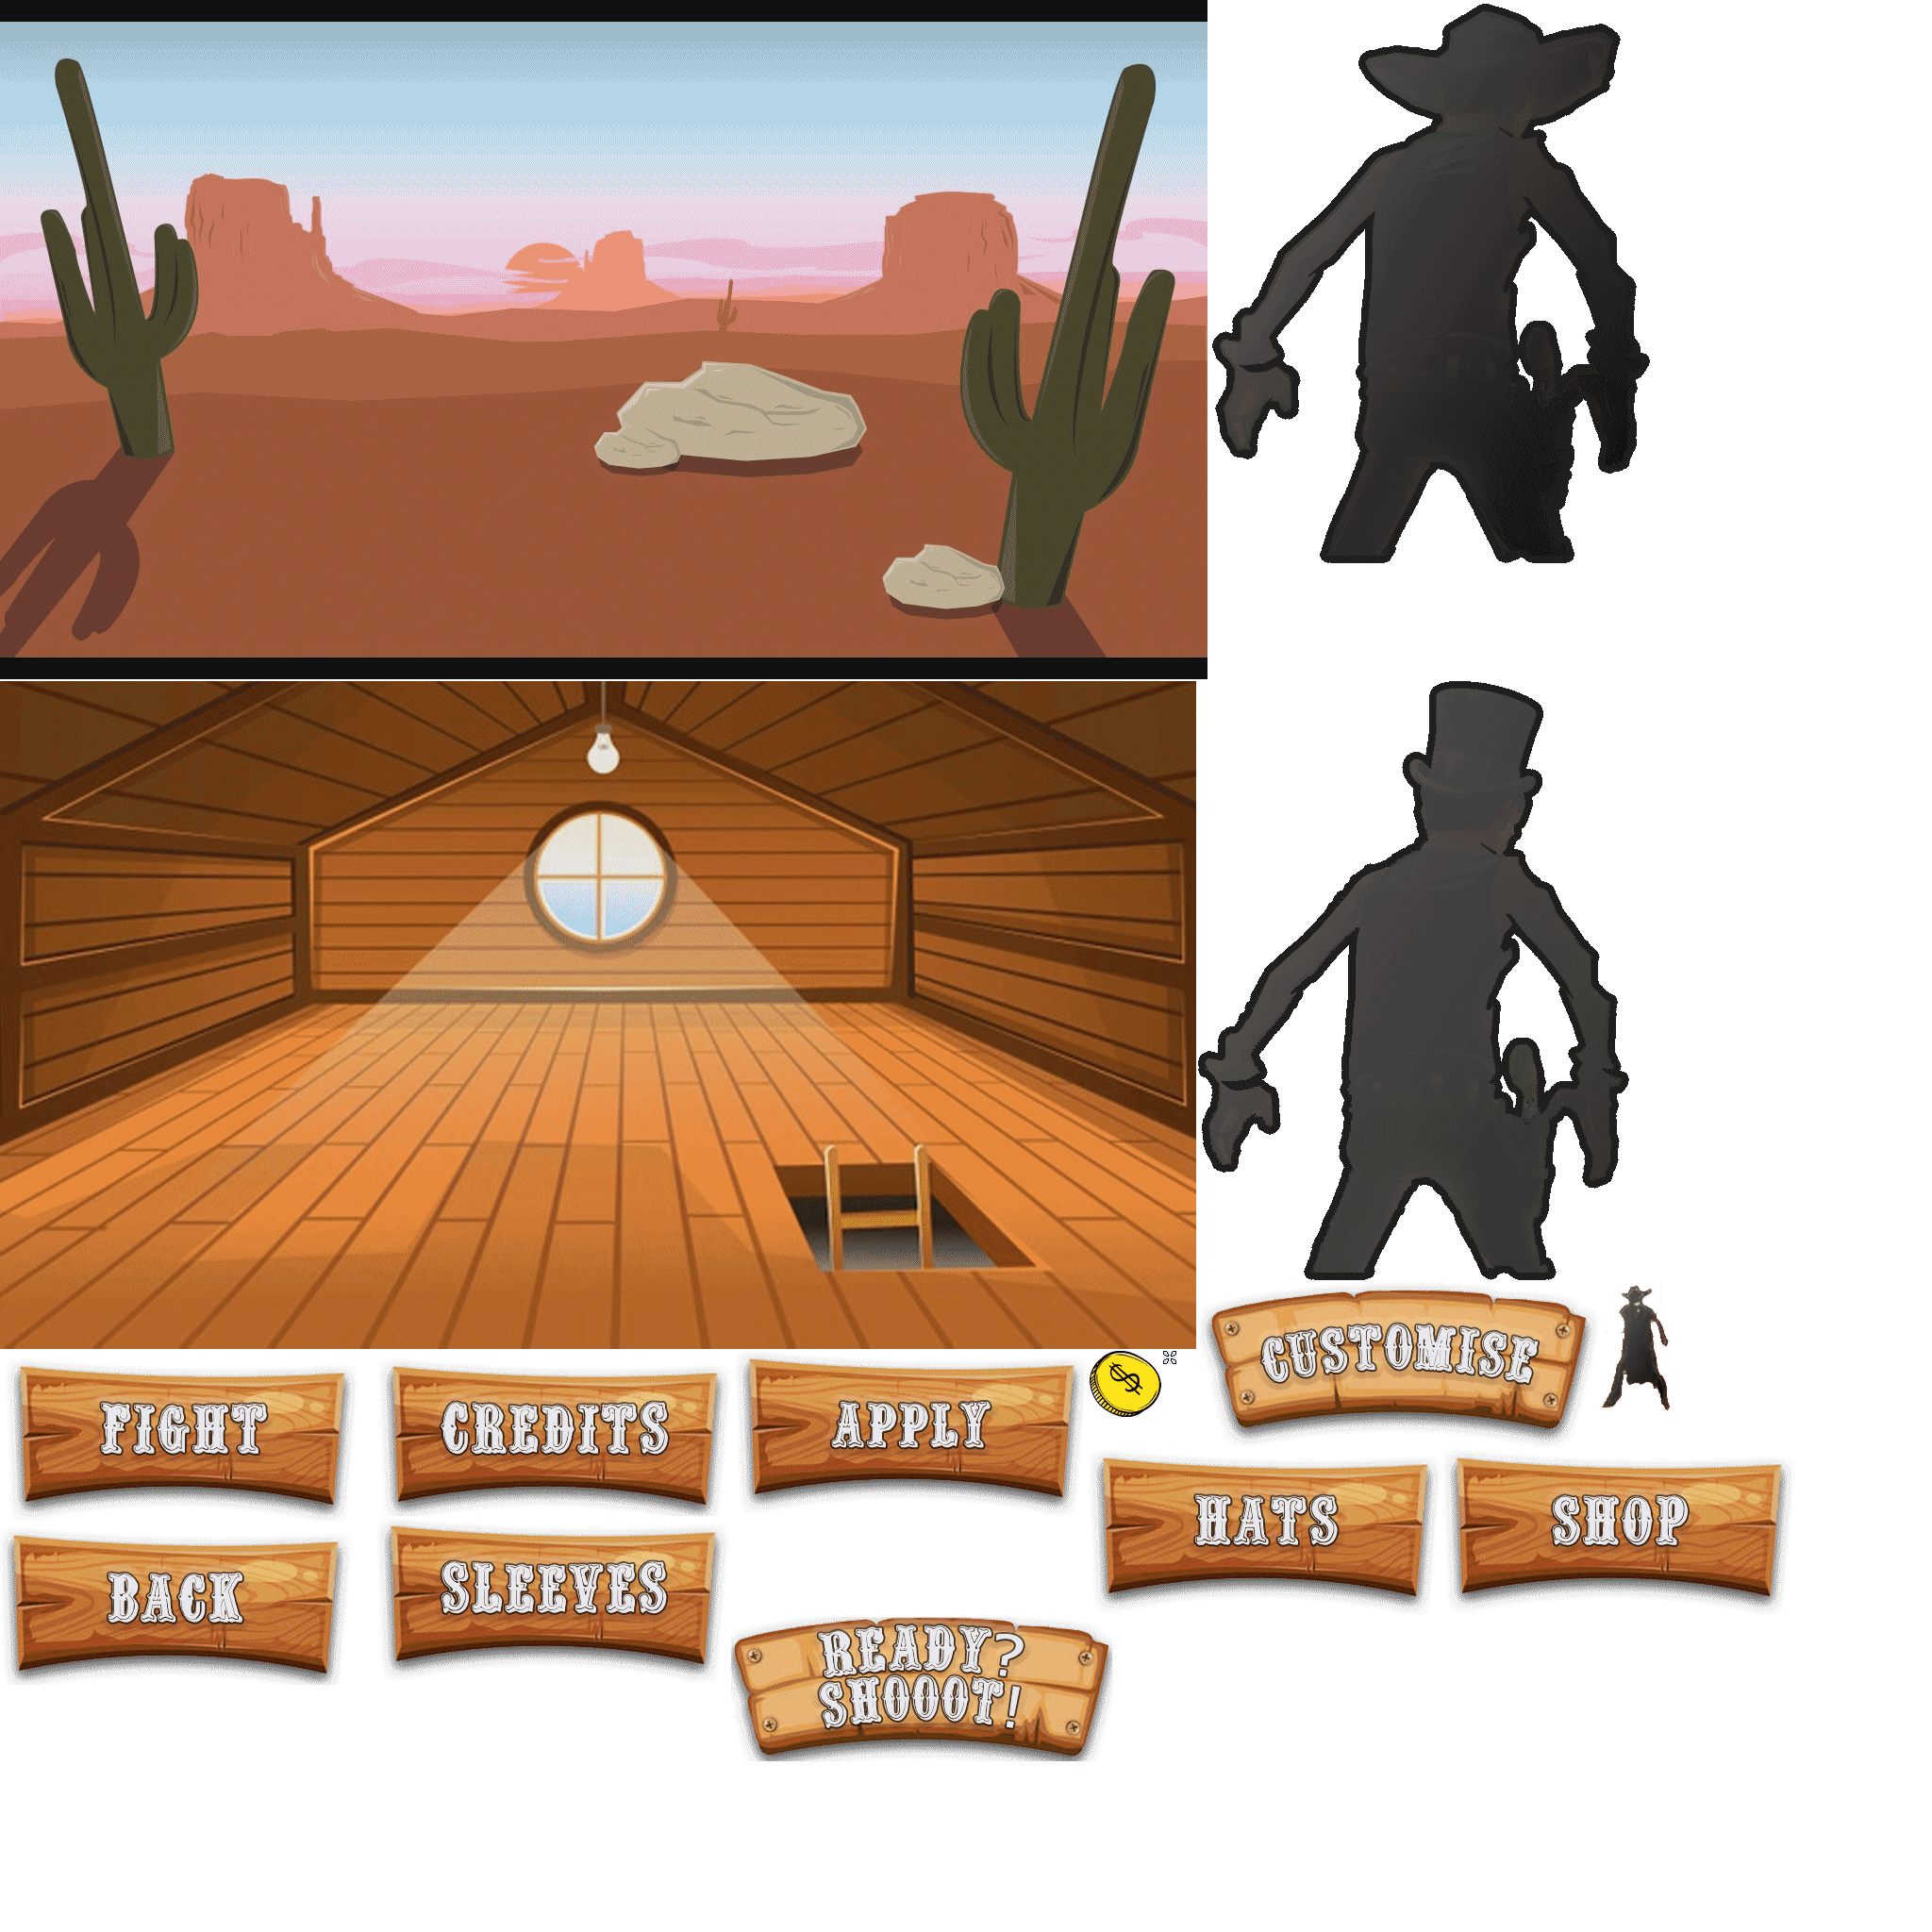 CUSTOMISE
FIGHT
CREDITS
APPLY
$
HATS
SHOP
BACK
SLEEVES
READY?
SHOOOT!